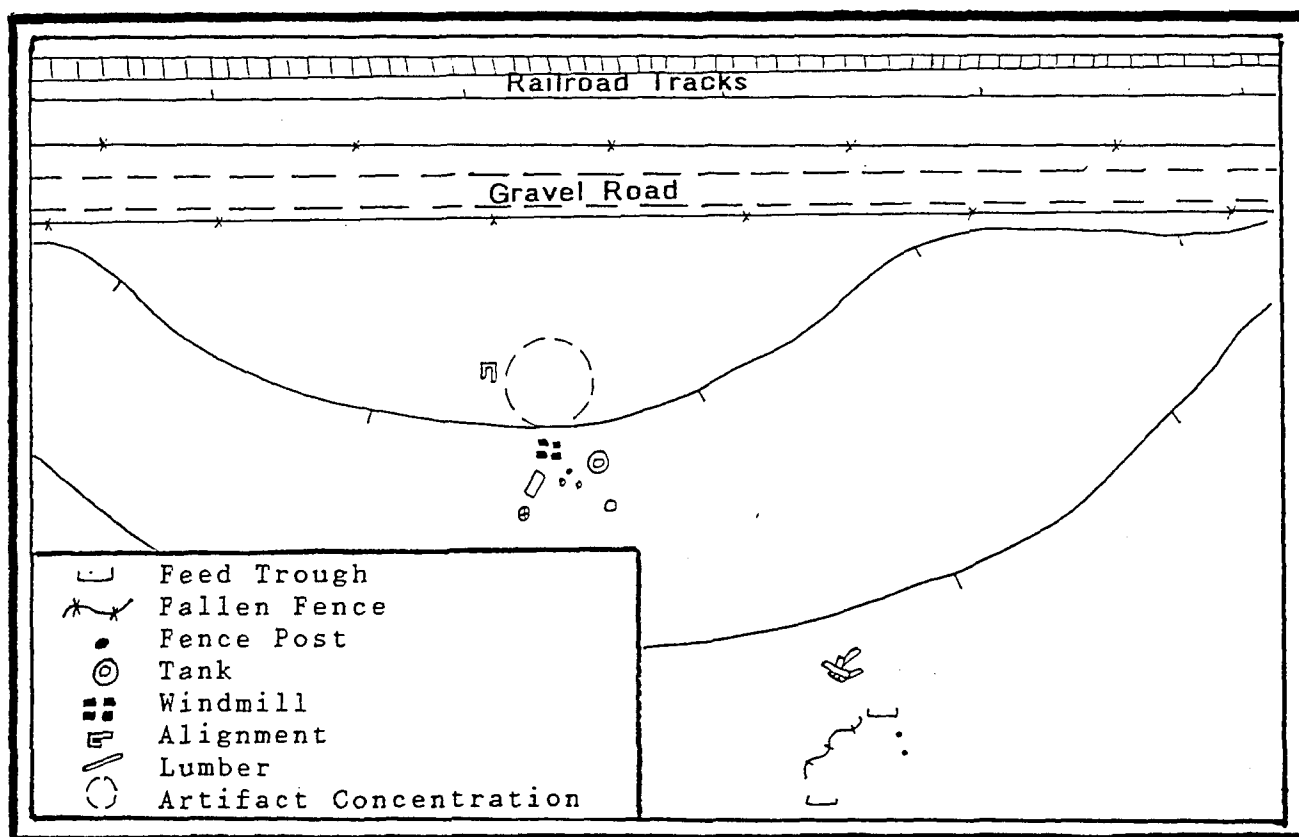 Railroad Tracks
Gravel Road
Feed Trough
Fallen Fence
Fence Post
Tank
Windmill
Alignment
Lumber
Artifact Concentration